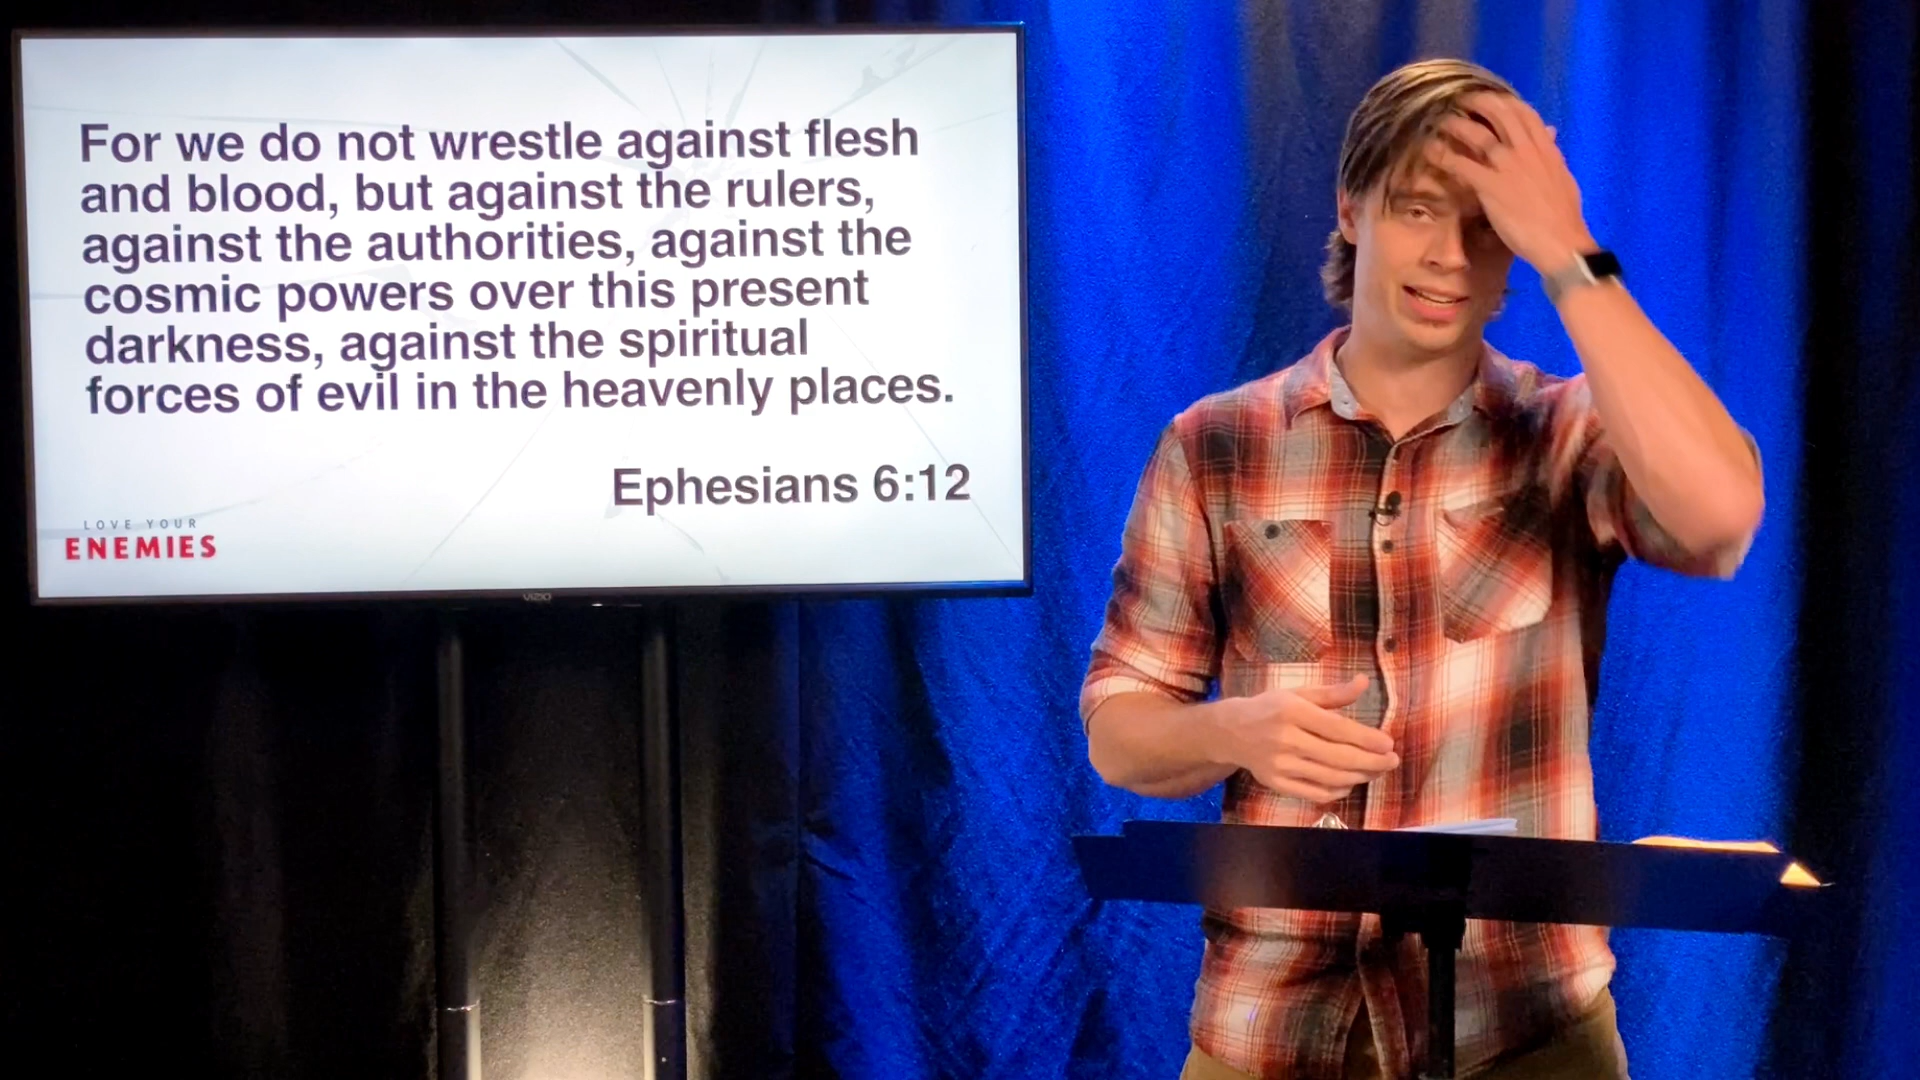 For we do not wrestle against flesh
and blood, but against the rulers,
against the authorities, against the
cosmic powers over this present
darkness, against the spiritual
forces of evil in the heavenly places.
Ephesians 6:12
LOVE YOUR
ENEMIES
VIZIO